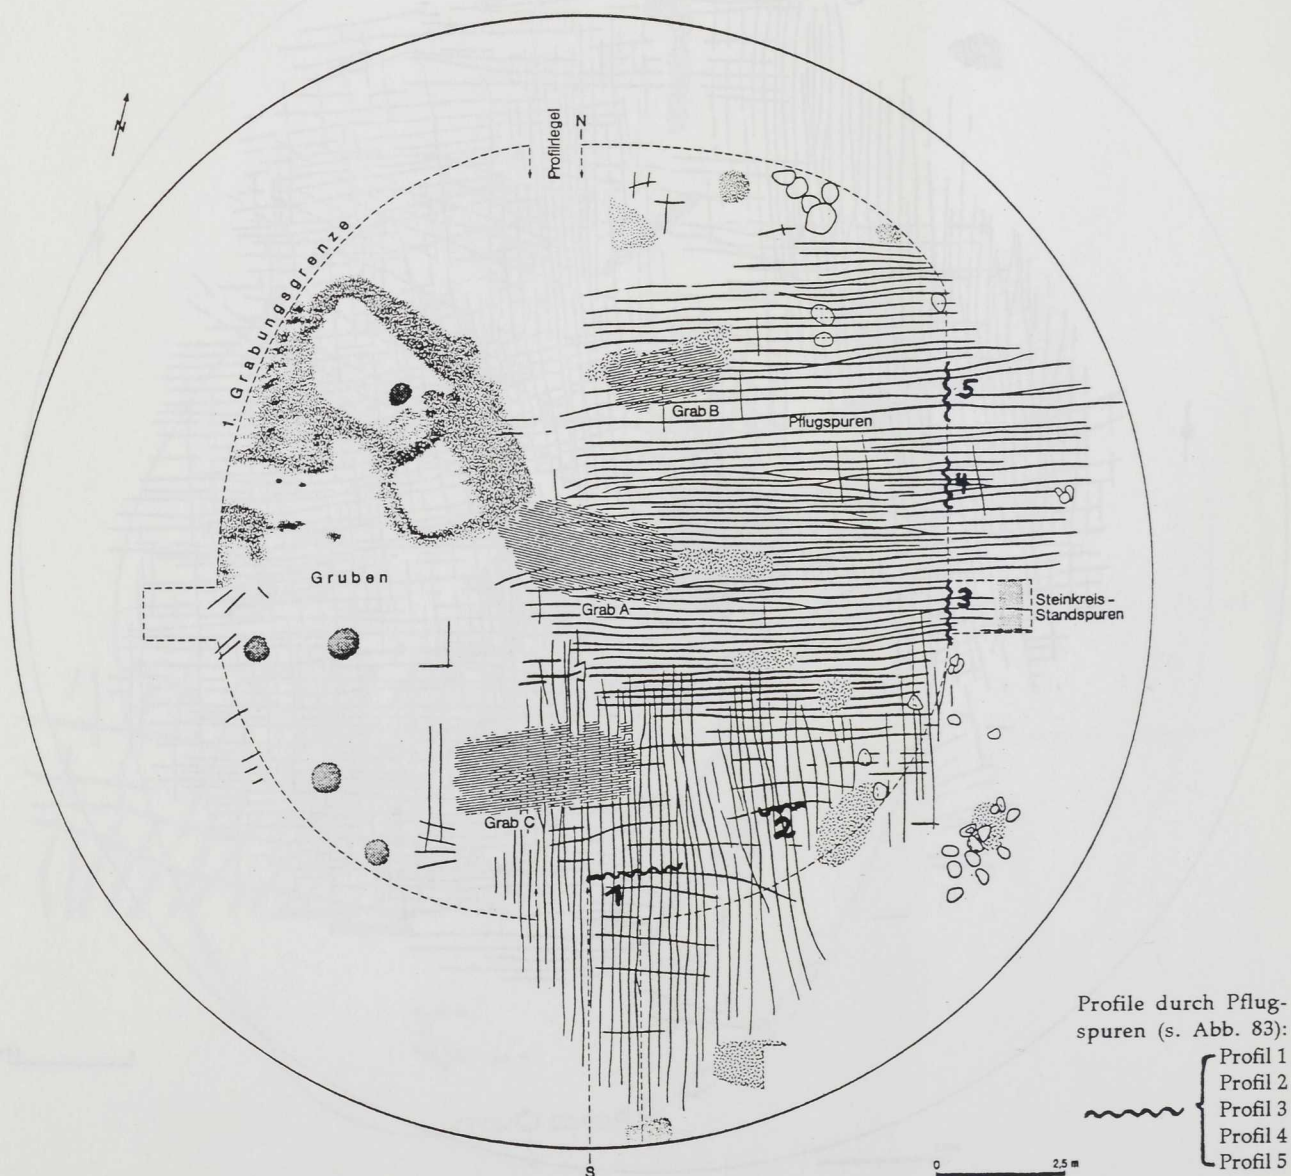 N
Profilriegel
N
1. Grabungsgrenze
Grab B
Pflugspuren
5
4
Gruben
Grab A
3
Steinkreis-
Standspuren
Grab C
2
1
Profile durch Pflug-
spuren (s. Abb. 83):
Profil 1
Profil 2
Profil 3
Profil 4
Profil 5
S
0 2,5 m